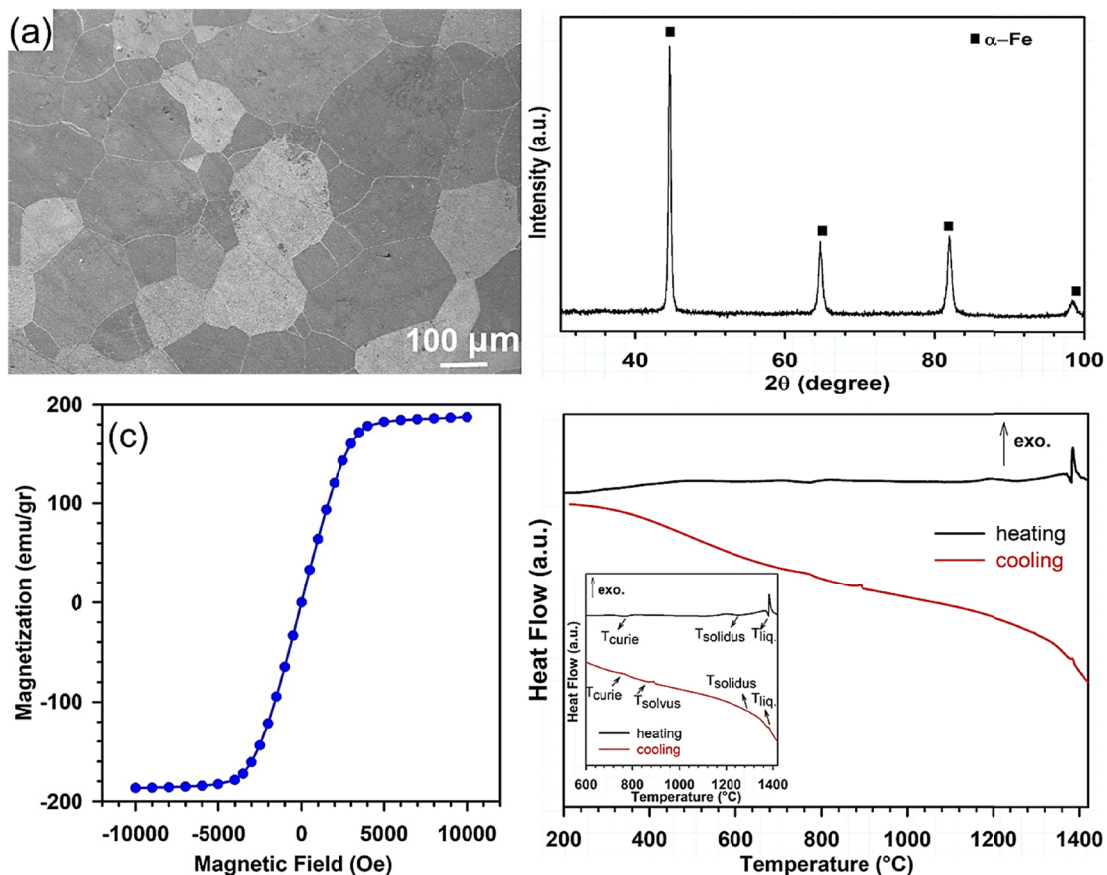 (a)
100 μm
Intensity (a.u.)
■ α–Fe
40 60 80 100
2θ (degree)
(c)
Magnetization (emu/gr)
200
100
0
-100
-200
-10000 -5000 0 5000 10000
Magnetic Field (Oe)
Heat Flow (a.u.)
exo.
heating
cooling
exo.
Heat Flow (a.u.)
Tcurie
Tsolidus
Tliq.
Tcurie
Tsolvus
Tsolidus
Tliq.
heating
cooling
600 800 1000 1200 1400
Temperature (°C)
200 400 600 800 1000 1200 1400
Temperature (°C)